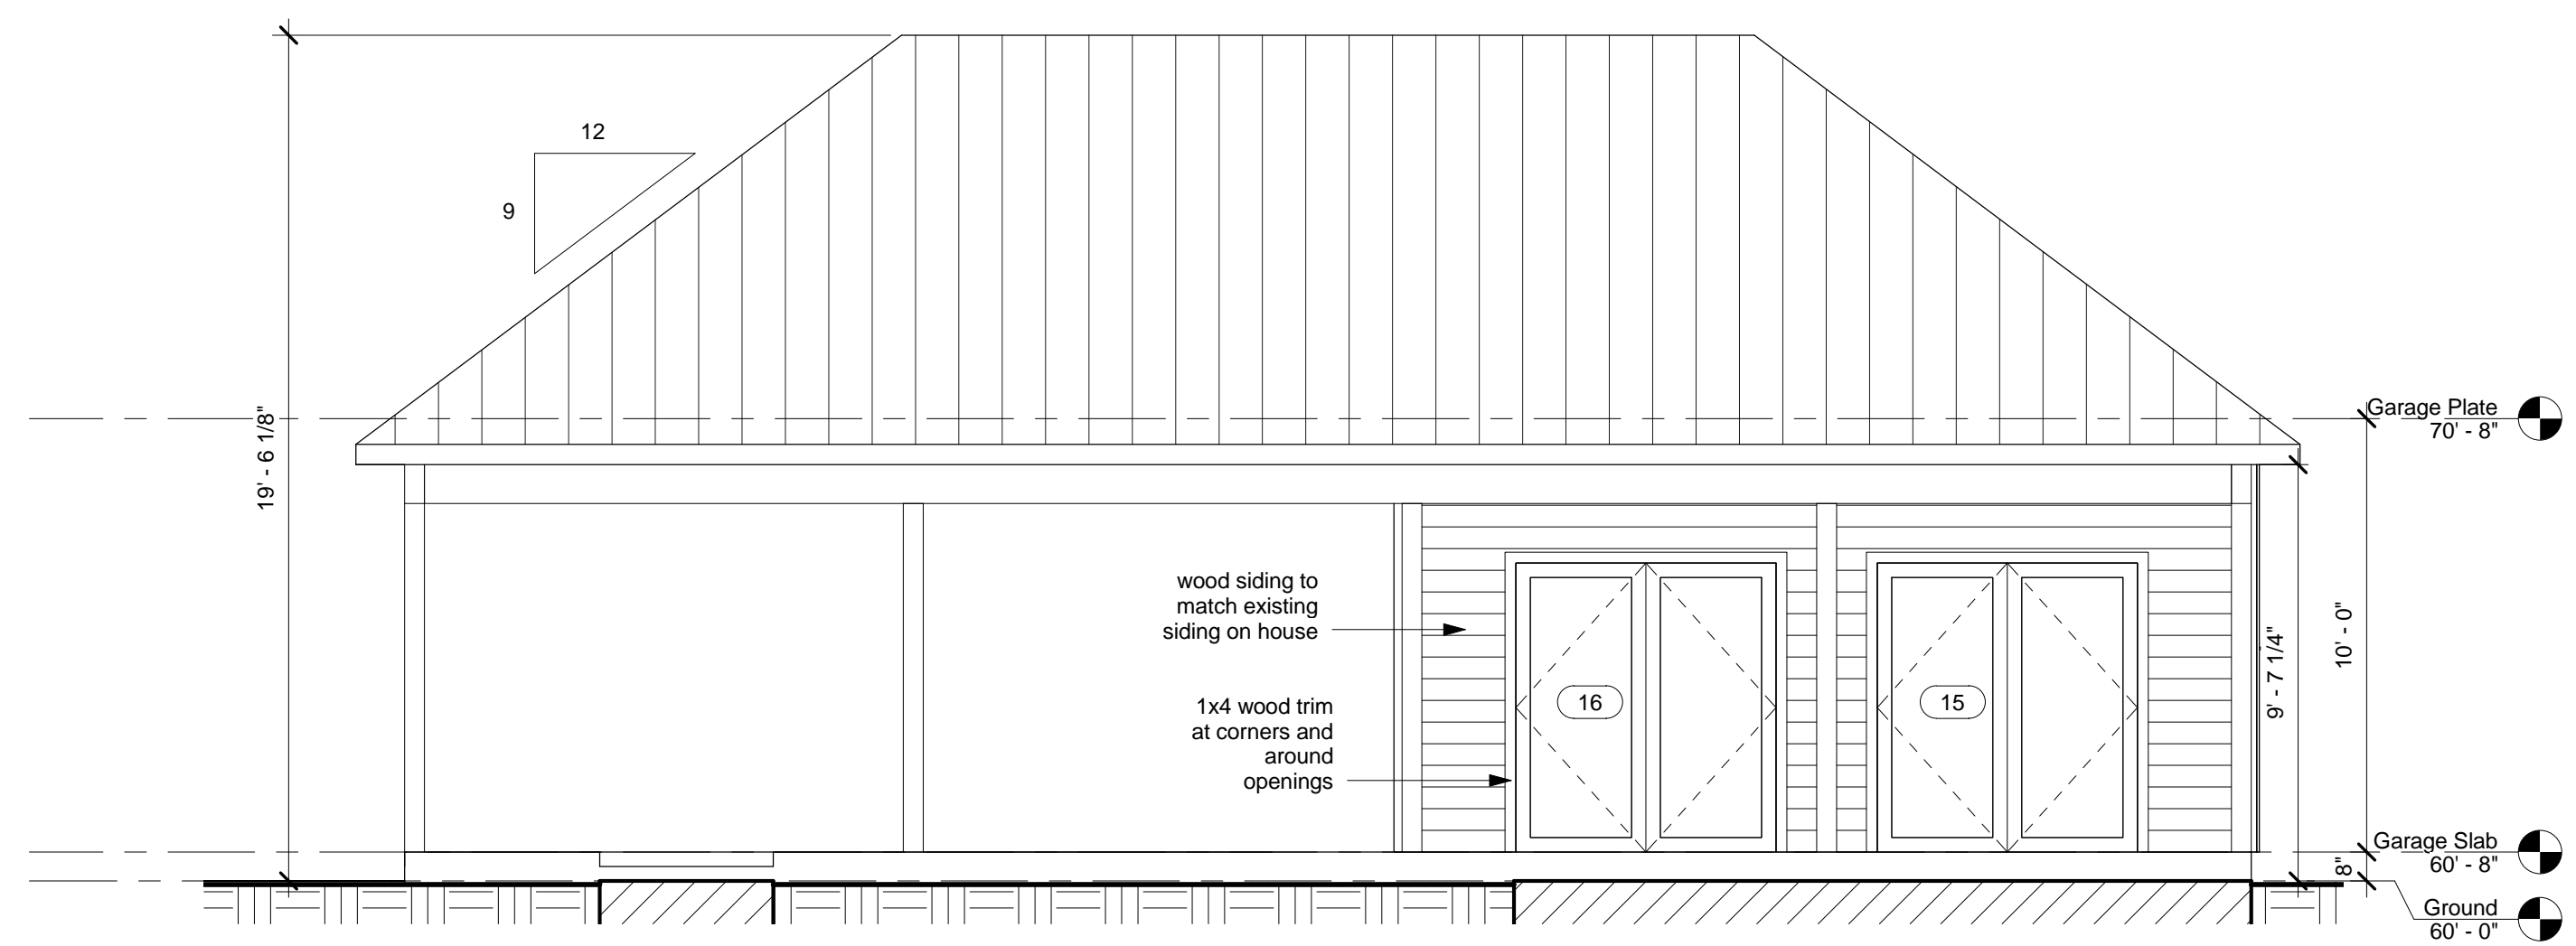 12
9
19' - 6 1/8"
Garage Plate
70' - 8"
wood siding to
match existing
siding on house
1x4 wood trim
at corners and
around
openings
16
15
9' - 7 1/4"
10' - 0"
8"
Garage Slab
60' - 8"
Ground
60' - 0"